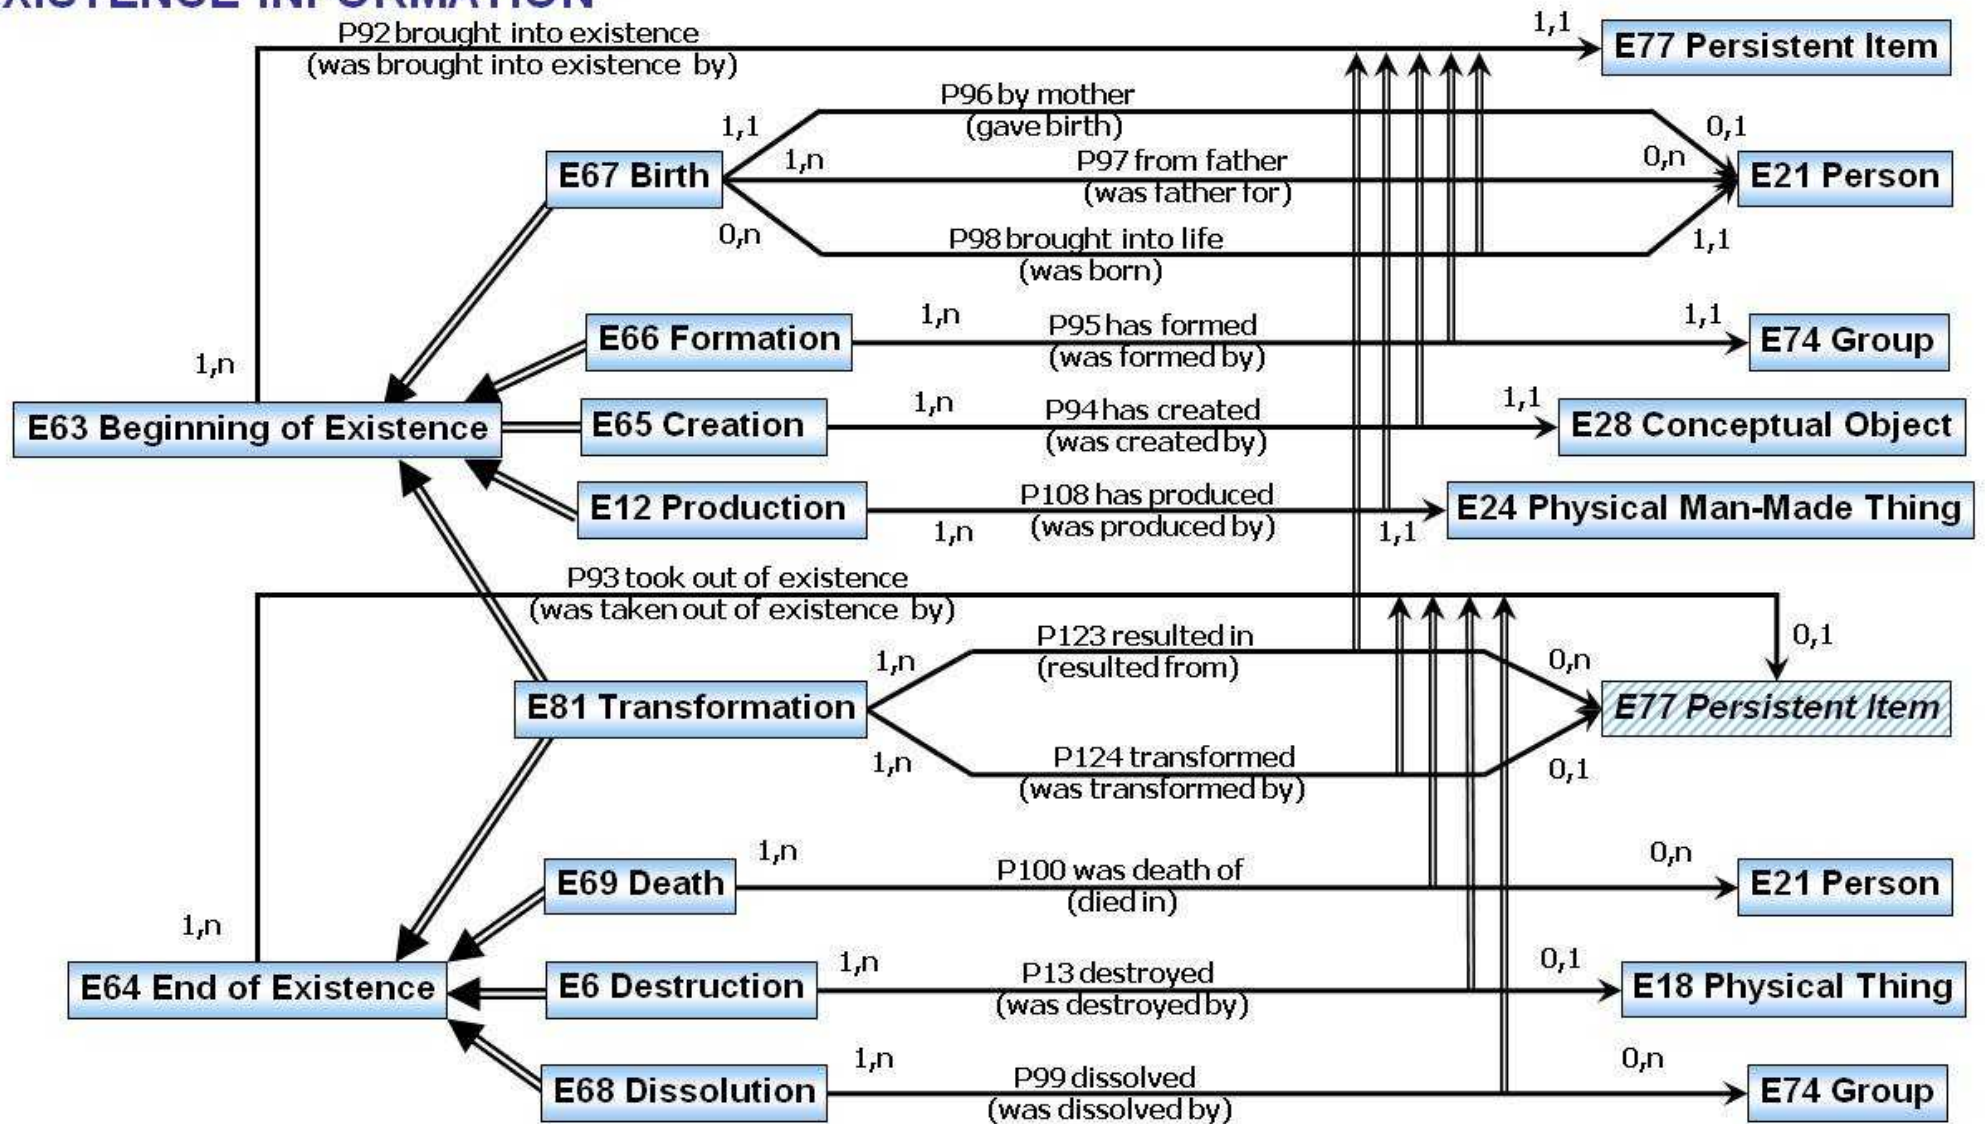 EXISTENCE INFORMATION
P92 brought into existence
(was brought into existence by)
1,1
E77 Persistent Item
P96 by mother
(gave birth)
1,1
0,1
E67 Birth
1,n
P97 from father
(was father for)
0,n
E21 Person
0,n
P98 brought into life
(was born)
1,1
E66 Formation
1,n
P95 has formed
(was formed by)
1,1
E74 Group
1,n
E63 Beginning of Existence
E65 Creation
1,n
P94 has created
(was created by)
1,1
E28 Conceptual Object
E12 Production
1,n
P108 has produced
(was produced by)
1,1
E24 Physical Man-Made Thing
P93 took out of existence
(was taken out of existence by)
0,1
P123 resulted in
(resulted from)
1,n
0,n
E81 Transformation
E77 Persistent Item
1,n
P124 transformed
(was transformed by)
0,1
E69 Death
1,n
P100 was death of
(died in)
0,n
E21 Person
1,n
E64 End of Existence
E6 Destruction
1,n
P13 destroyed
(was destroyed by)
0,1
E18 Physical Thing
E68 Dissolution
1,n
P99 dissolved
(was dissolved by)
0,n
E74 Group